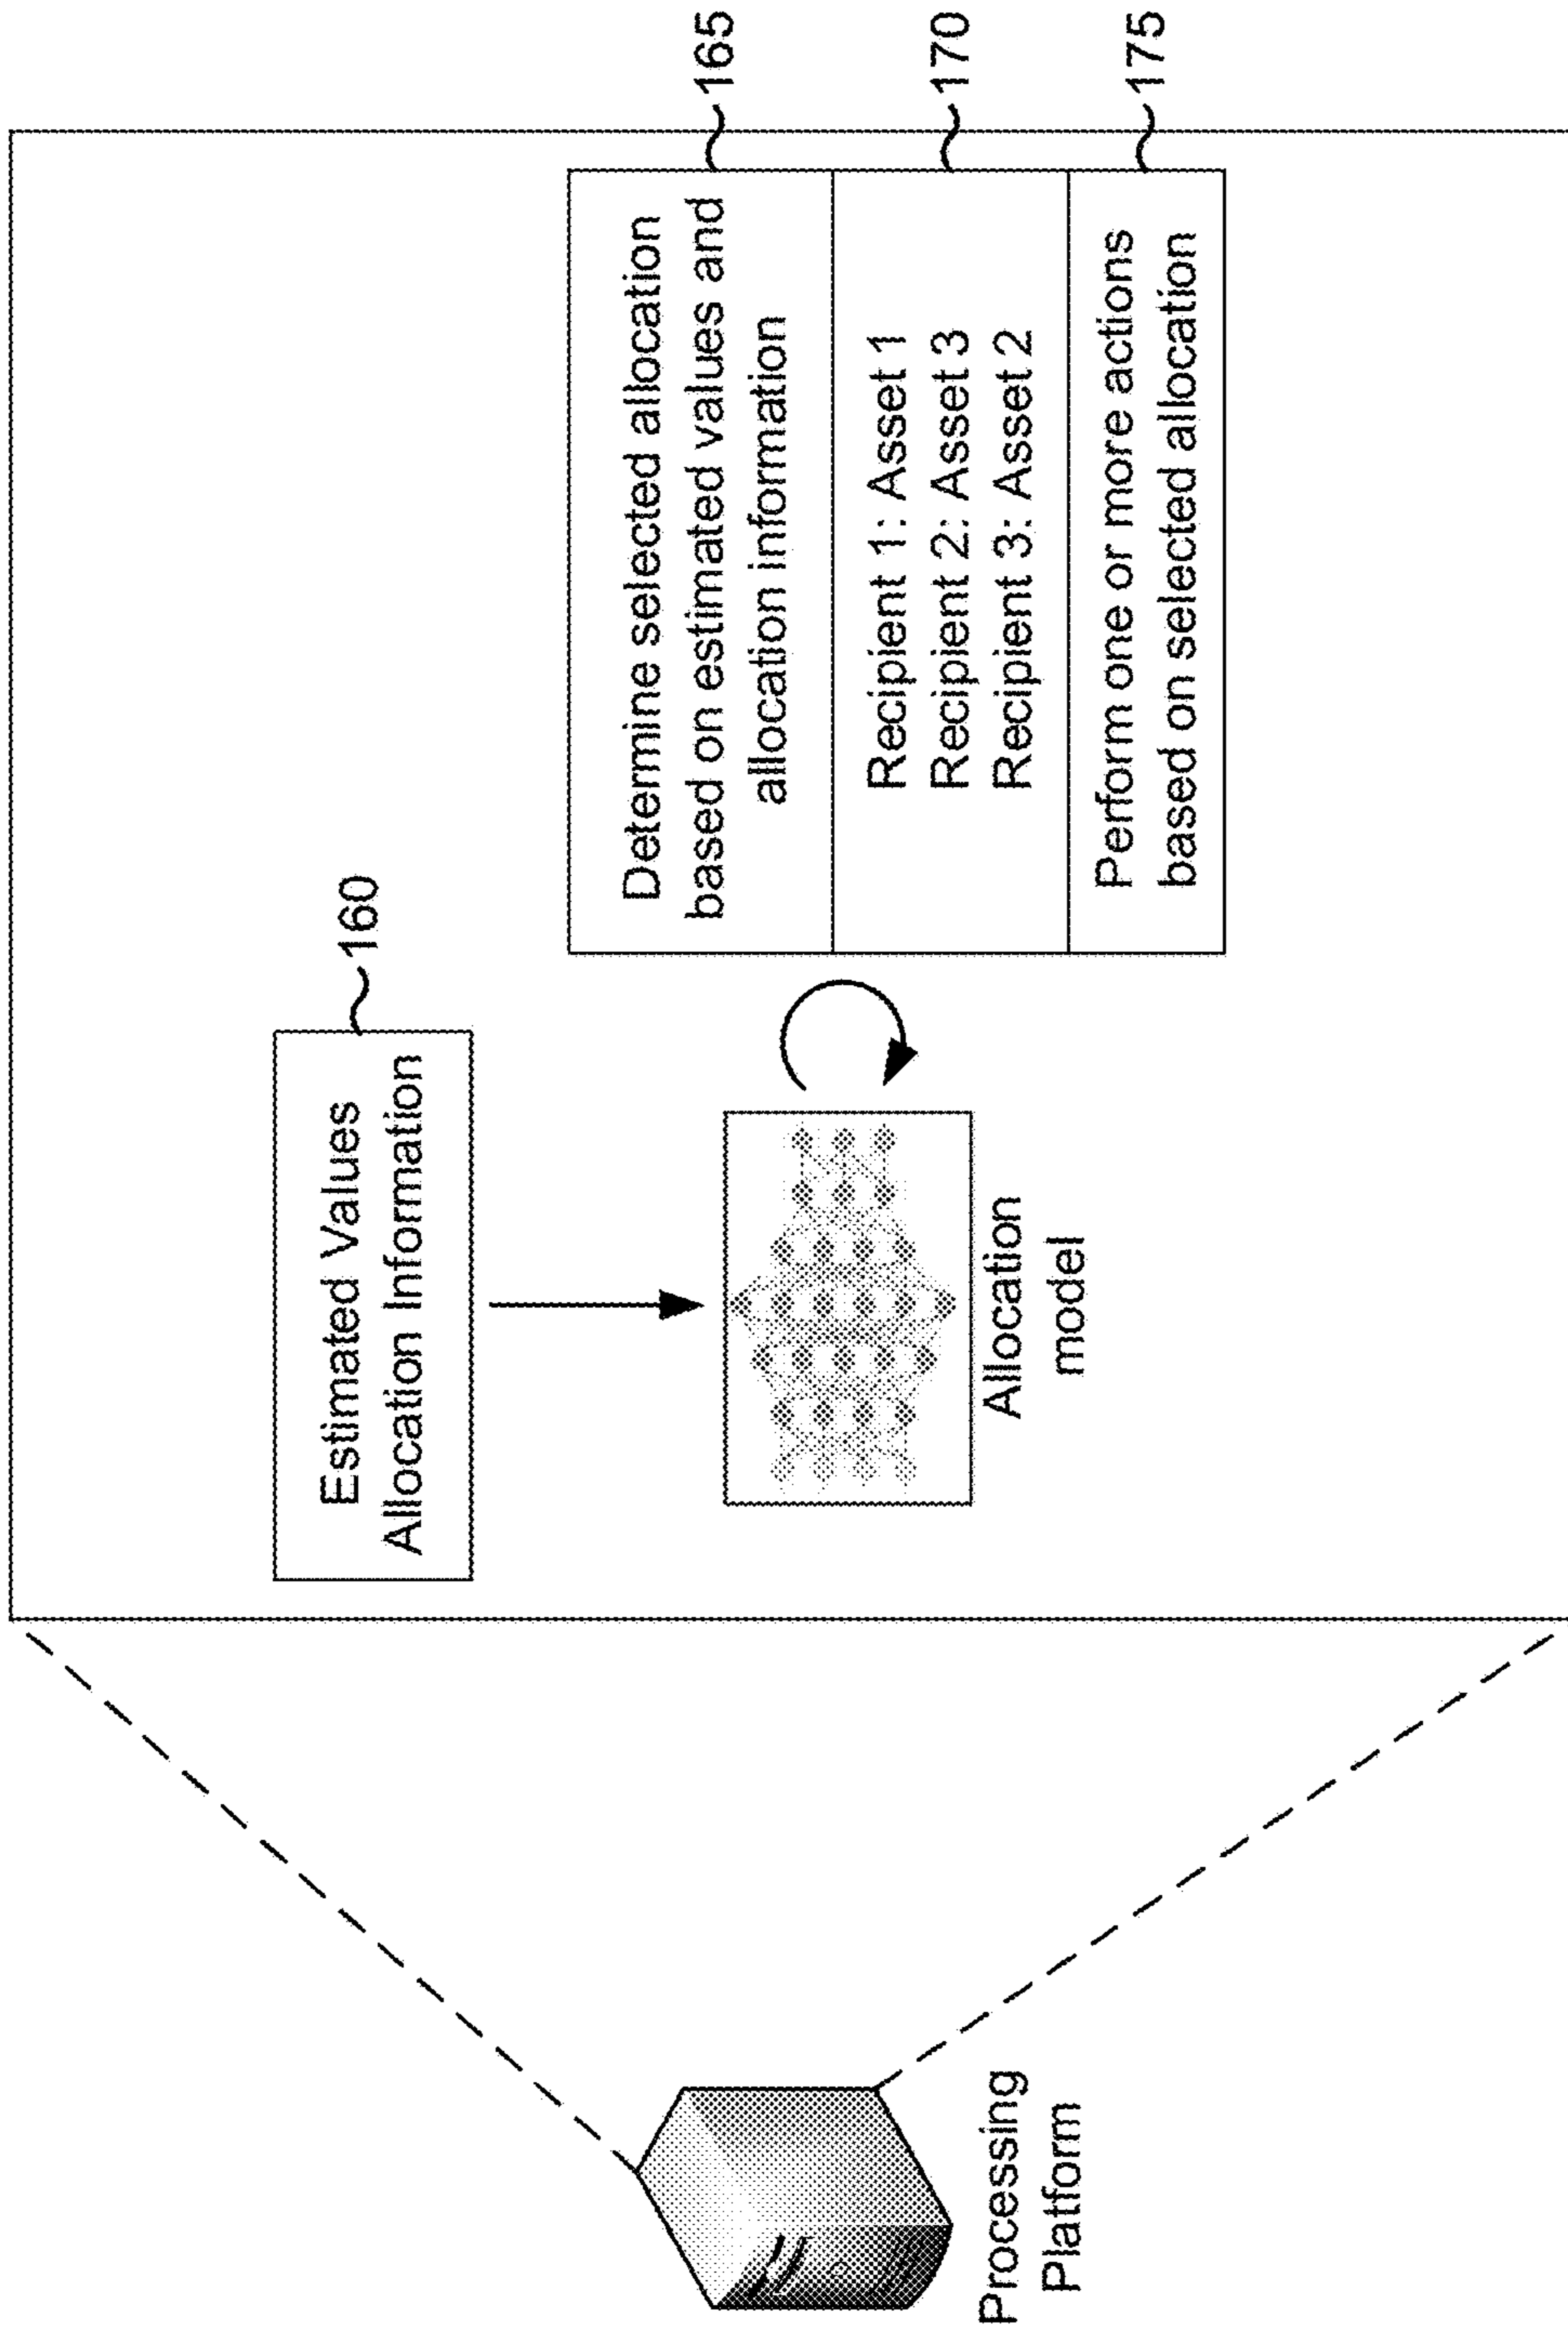 Estimated Values
Allocation Information
160
Allocation
model
Determine selected allocation
based on estimated values and
allocation information
165
Recipient 1: Asset 1
Recipient 2: Asset 3
Recipient 3: Asset 2
170
Perform one or more actions
based on selected allocation
175
Processing
Platform